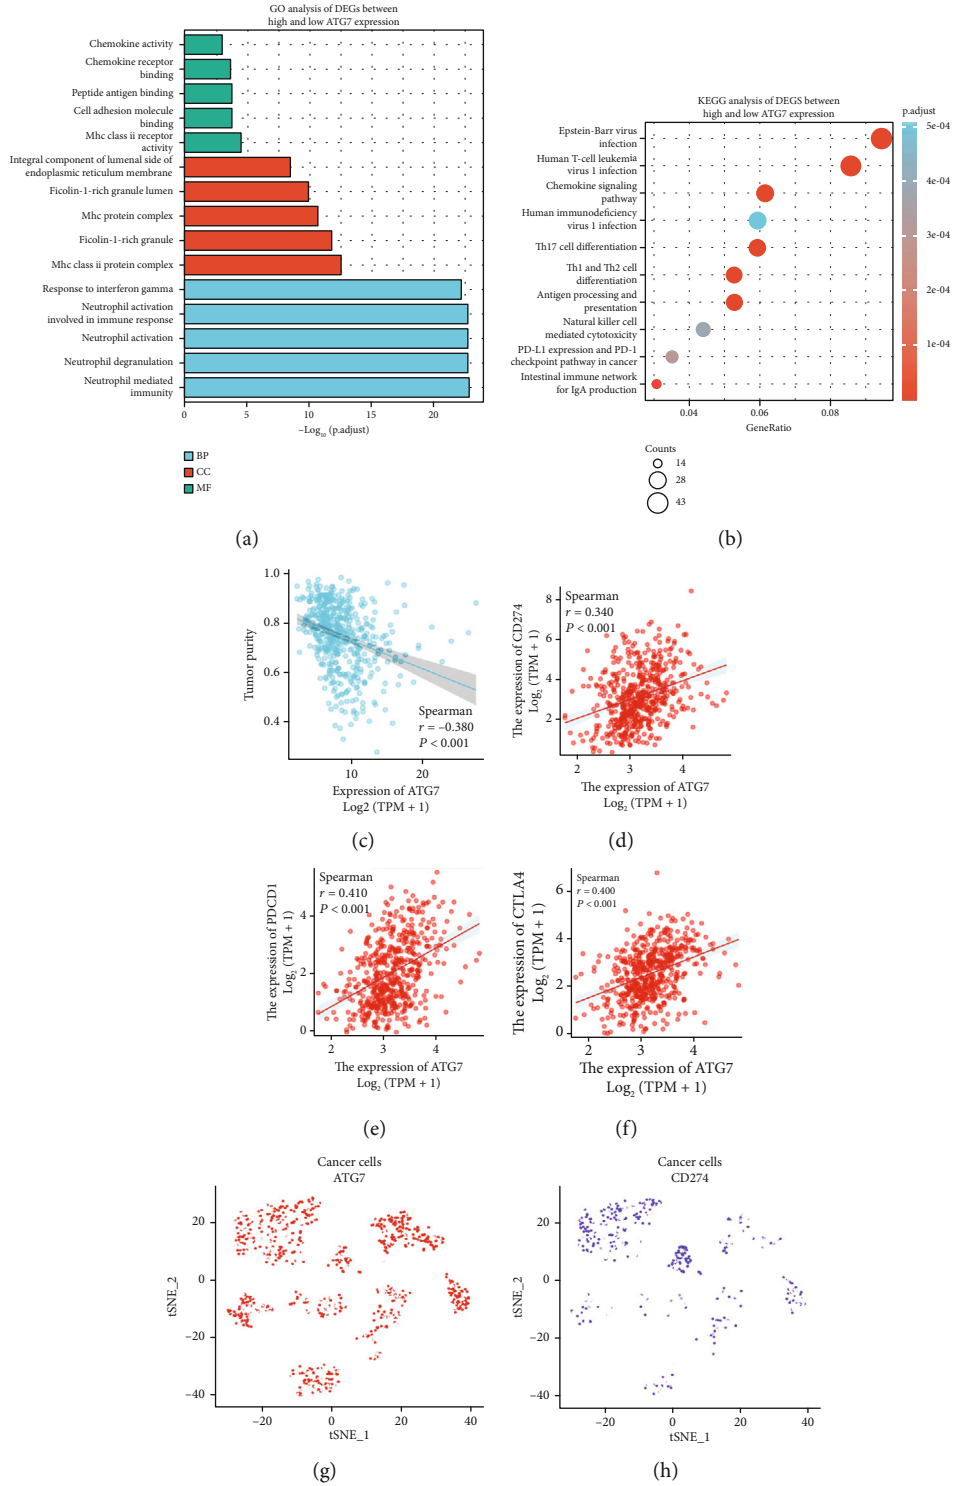 GO analysis of DEGs between
high and low ATG7 expression
Chemokine activity
Chemokine receptor
binding
Peptide antigen binding
Cell adhesion molecule
binding
Mhc class ii receptor
activity
Integral component of lumenal side of
endoplasmic reticulum membrane
Ficolin-1-rich granule lumen
Mhc protein complex
Ficolin-1-rich granule
Mhc class ii protein complex
Response to interferon gamma
Neutrophil activation
involved in immune response
Neutrophil activation
Neutrophil degranulation
Neutrophil mediated
immunity
0 5 10 15 20
–Log₁₀ (p.adjust)
BP
CC
MF
(a)
KEGG analysis of DEGS between
high and low ATG7 expression
Epstein-Barr virus
infection
Human T-cell leukemia
virus 1 infection
Chemokine signaling
pathway
Human immunodeficiency
virus 1 infection
Th17 cell differentiation
Th1 and Th2 cell
differentiation
Antigen processing and
presentation
Natural killer cell
mediated cytotoxicity
PD-L1 expression and PD-1
checkpoint pathway in cancer
Intestinal immune network
for IgA production
0.04 0.06 0.08
GeneRatio
p.adjust
5e-04
4e-04
3e-04
2e-04
1e-04
Counts
14
28
43
(b)
Tumor purity
1.0
0.8
0.6
0.4
Spearman
r = –0.380
P < 0.001
10 20
Expression of ATG7
Log2 (TPM + 1)
(c)
The expression of CD274
Log₂ (TPM + 1)
8
6
4
2
Spearman
r = 0.340
P < 0.001
2 3 4
The expression of ATG7
Log₂ (TPM + 1)
(d)
The expression of PDCD1
Log₂ (TPM + 1)
4
2
0
Spearman
r = 0.410
P < 0.001
2 3 4
The expression of ATG7
Log₂ (TPM + 1)
(e)
The expression of CTLA4
Log₂ (TPM + 1)
6
4
2
0
Spearman
r = 0.400
P < 0.001
2 3 4
The expression of ATG7
Log₂ (TPM + 1)
(f)
Cancer cells
ATG7
tSNE_2
20
0
–20
–40
–20 0 20 40
tSNE_1
(g)
Cancer cells
CD274
tSNE_2
20
0
–20
–40
–20 0 20 40
tSNE_1
(h)